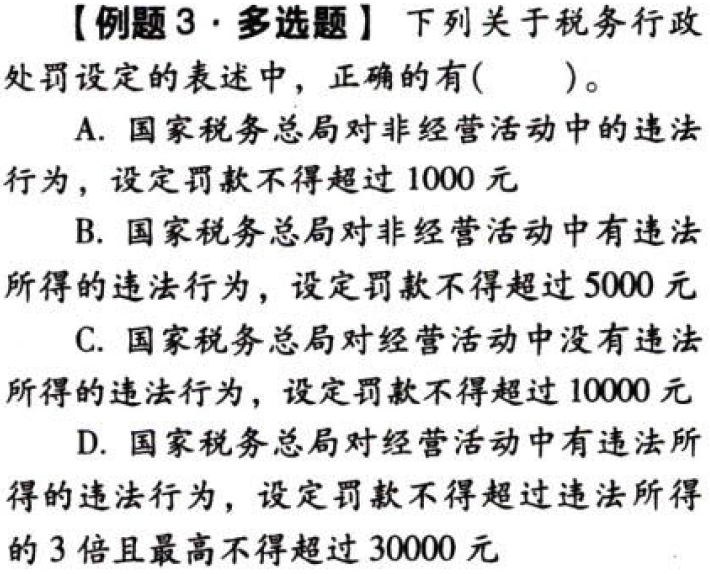 【例题3·多选题】 下列关于税务行政
处罚设定的表述中，正确的有(  )。
A. 国家税务总局对非经营活动中的违法
行为，设定罚款不得超过1000元
B. 国家税务总局对非经营活动中有违法
所得的违法行为，设定罚款不得超过5000元
C. 国家税务总局对经营活动中没有违法
所得的违法行为，设定罚款不得超过10000元
D. 国家税务总局对经营活动中有违法所
得的违法行为，设定罚款不得超过违法所得
的3倍且最高不得超过30000元